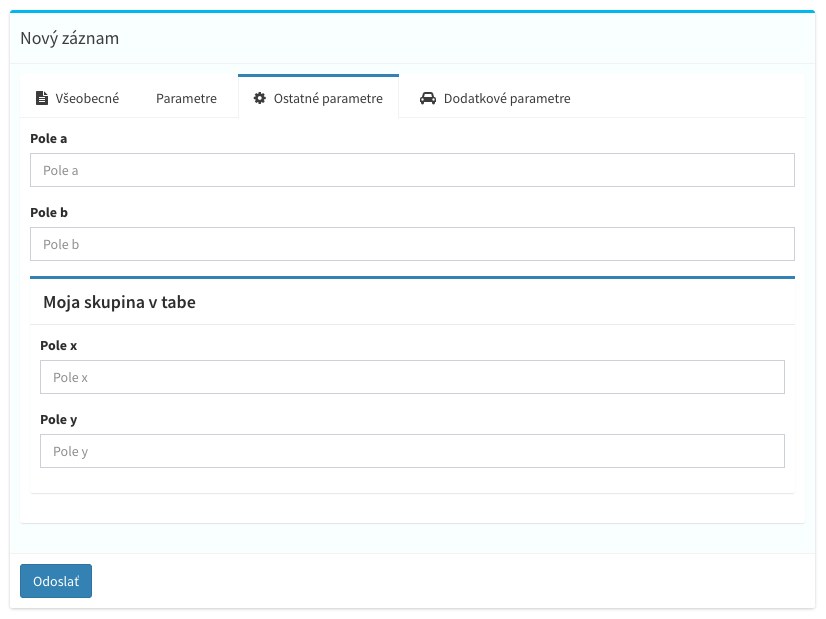 Nový záznam
Všeobecné Parametre Ostatné parametre Dodatkové parametre
Pole a
Pole a
Pole b
Pole b
Moja skupina v tabe
Pole x
Pole x
Pole y
Pole y
Odoslať